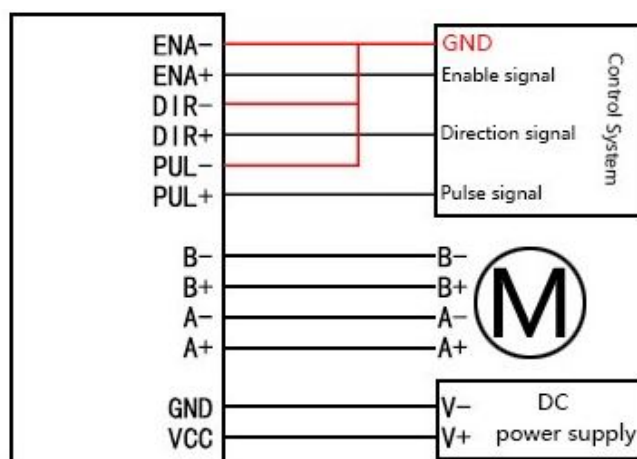 ENA-
ENA+
DIR-
DIR+
PUL-
PUL+
B-
B+
A-
A+
GND
VCC
GND
Enable signal
Direction signal
Pulse signal
Control System
B-
B+
A-
A+
M
V-
V+
DC
power supply